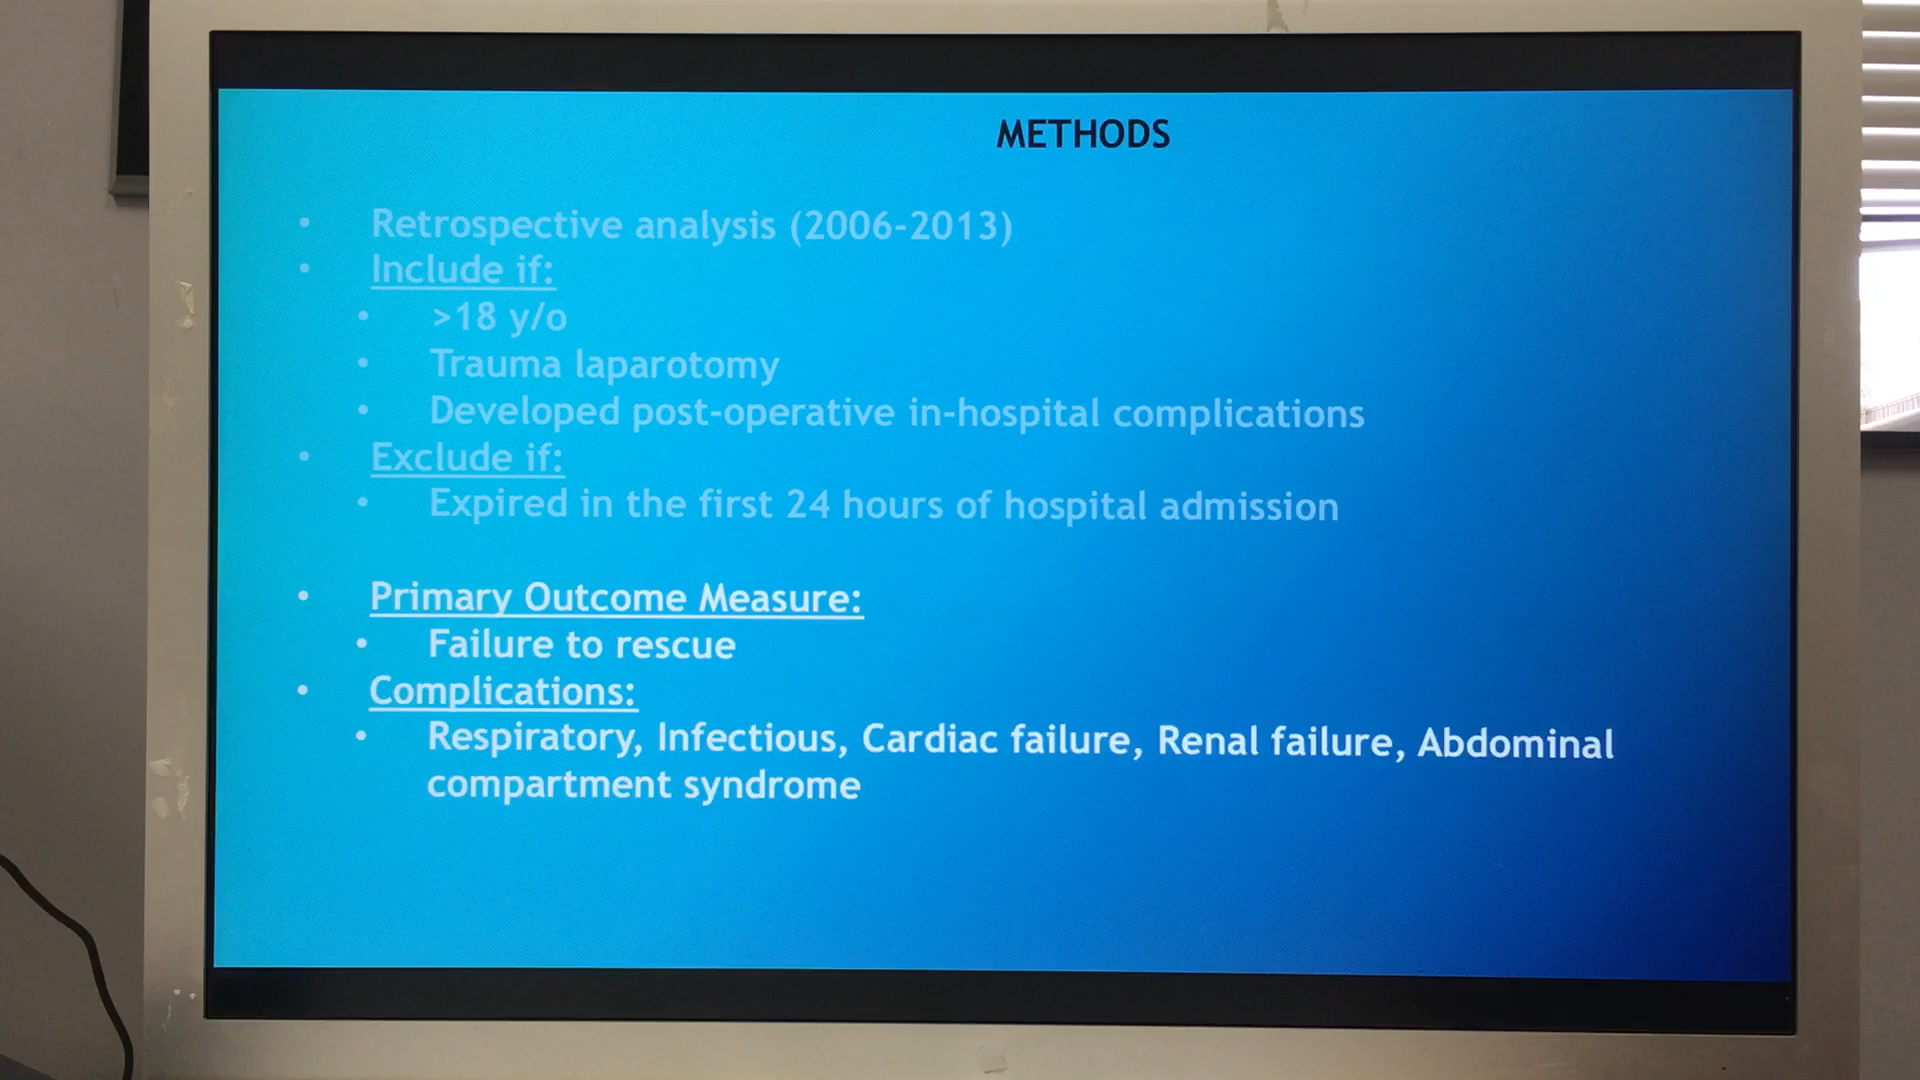 METHODS
• Retrospective analysis (2006-2013)
• Include if:
• >18 y/o
• Trauma laparotomy
• Developed post-operative in-hospital complications
• Exclude if:
• Expired in the first 24 hours of hospital admission
• Primary Outcome Measure:
• Failure to rescue
• Complications:
• Respiratory, Infectious, Cardiac failure, Renal failure, Abdominal
compartment syndrome